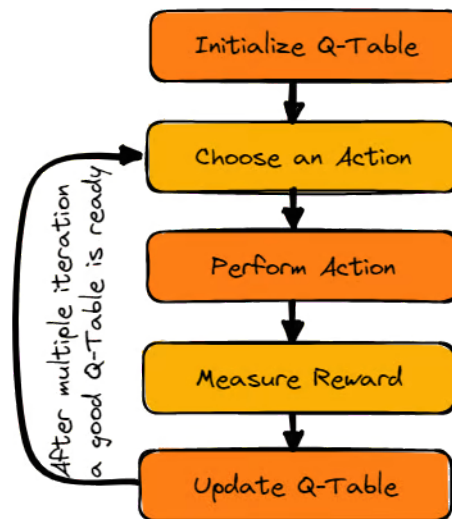 Initialize Q-Table
Choose an Action
Perform Action
Measure Reward
Update Q-Table
After multiple iteration
a good Q-Table is ready